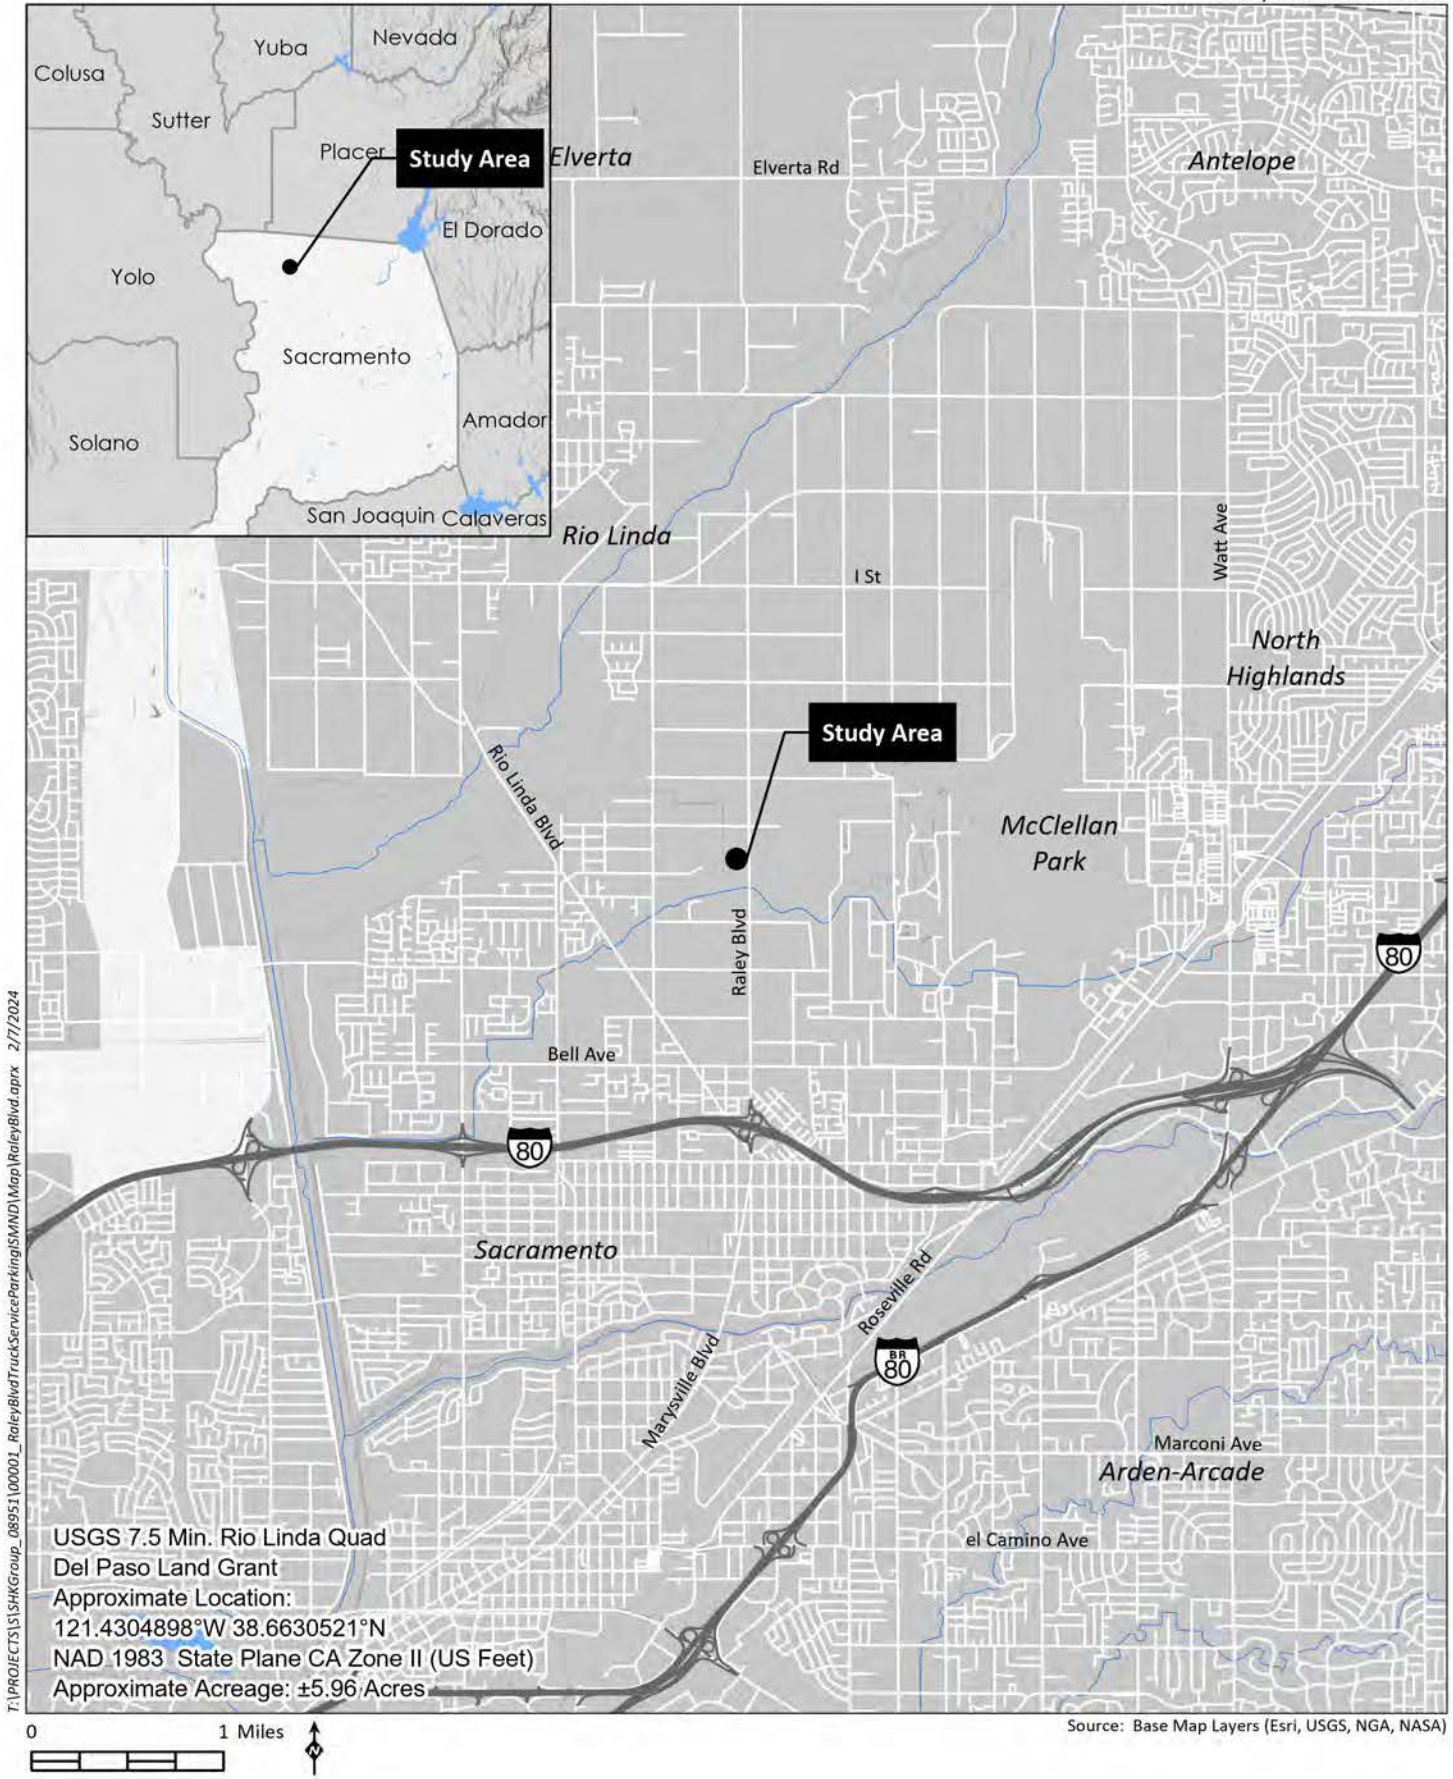 Nevada
Yuba
Colusa
Sutter
Placer
Study Area
Elverta
Elverta Rd
Antelope
El Dorado
Yolo
Sacramento
Amador
Solano
San Joaquin
Calaveras
Rio Linda
Watt Ave
I St
North
Highlands
Study Area
Rio Linda Blvd
McClellan
Park
Raley Blvd
80
Bell Ave
80
Sacramento
Roseville Rd
BR
80
Marysville Blvd
Marconi Ave
Arden-Arcade
el Camino Ave
USGS 7.5 Min. Rio Linda Quad
Del Paso Land Grant
Approximate Location:
121.4304898°W 38.6630521°N
NAD 1983 State Plane CA Zone II (US Feet)
Approximate Acreage: ±5.96 Acres
T:\PROJECTS\S\SHKGroup_08951\00001_RaleyBlvdTruckServiceParking\ISMND\Map\RaleyBlvd.aprx 2/7/2024
0 1 Miles
N
Source: Base Map Layers (Esri, USGS, NGA, NASA)